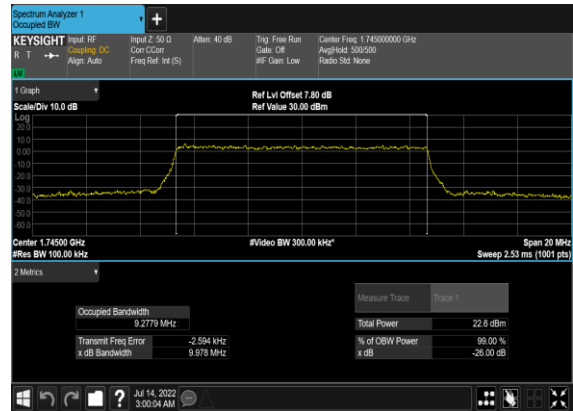 Spectrum Analyzer 1
Occupied BW
+
KEYSIGHT Input: RF Input Z: 50 Ω Atten: 40 dB Trig: Free Run Center Freq: 1.745000000 GHz
R T Coupling: DC Corr CCorr Gate: Off Avg|Hold: 500/500
Align: Auto Freq Ref: Int (S) #IF Gain: Low Radio Std: None
1 Graph
Ref Lvl Offset 7.80 dB
Scale/Div 10.0 dB Ref Value 30.00 dBm
Log
20.0
10.0
0.00
-10.0
-20.0
-30.0
-40.0
-50.0
-60.0
Center 1.74500 GHz #Video BW 300.00 kHz* Span 20 MHz
#Res BW 100.00 kHz Sweep 2.53 ms (1001 pts)
2 Metrics
Measure Trace Trace 1
Occupied Bandwidth
9.2779 MHz Total Power 22.6 dBm
Transmit Freq Error -2.594 kHz % of OBW Power 99.00 %
x dB Bandwidth 9.978 MHz x dB -26.00 dB
? Jul 14, 2022
3:00:04 AM